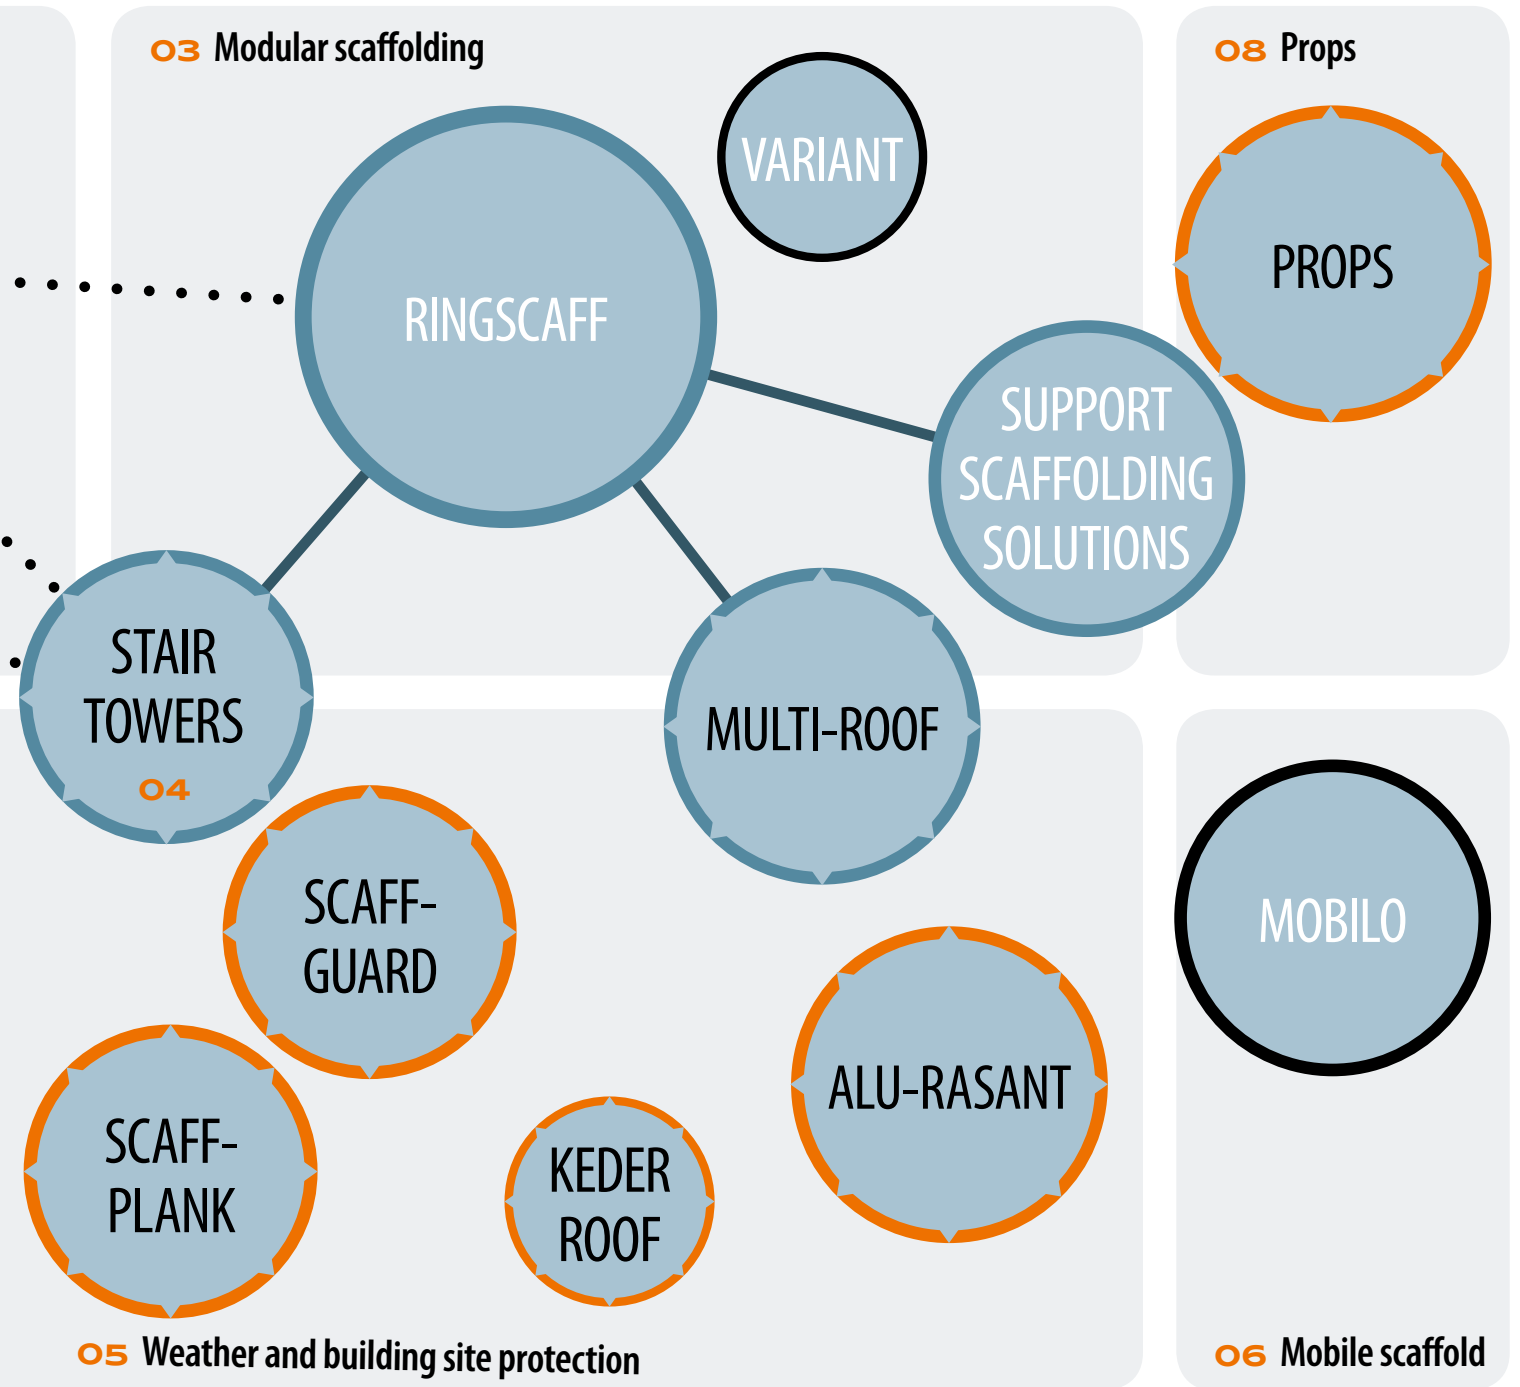 03 Modular scaffolding
VARIANT
RINGSCAFF
SUPPORT
SCAFFOLDING
SOLUTIONS
08 Props
PROPS
STAIR
TOWERS
04
MULTI-ROOF
SCAFF-
GUARD
SCAFF-
PLANK
KEDER
ROOF
ALU-RASANT
05 Weather and building site protection
MOBILO
06 Mobile scaffold